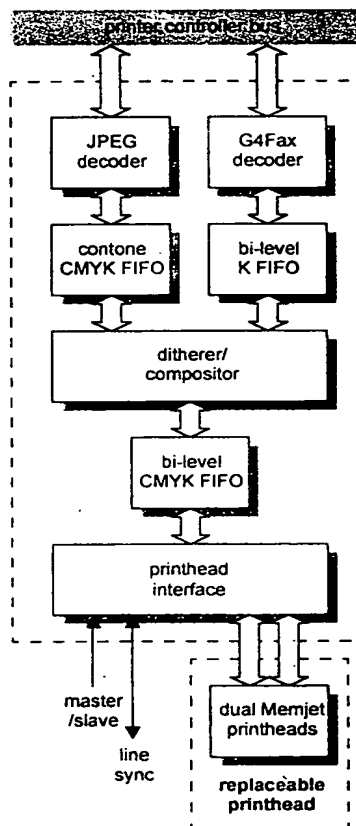 printer controller bus
JPEG
decoder
G4Fax
decoder
contone
CMYK FIFO
bi-level
K FIFO
ditherer/
compositor
bi-level
CMYK FIFO
printhead
interface
master
/slave
line
sync
dual Memjet
printheads
replaceable
printhead